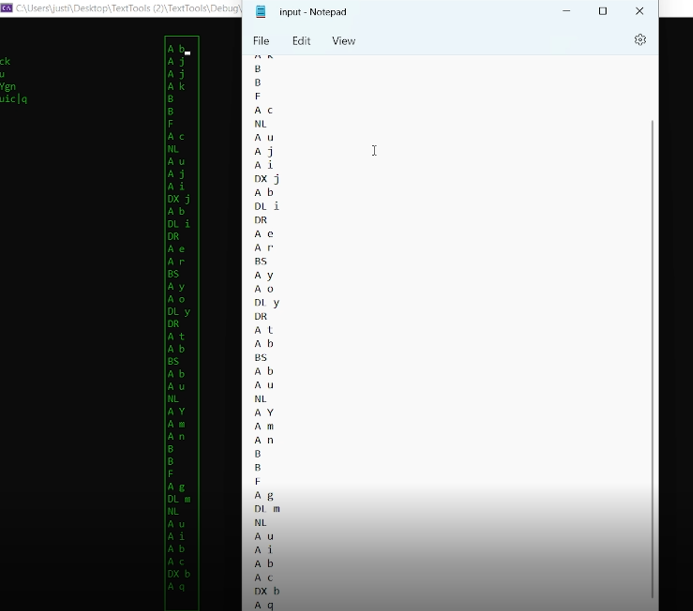 C:\Users\justi\Desktop\TextTools (2)\TextTools\Debug\
ck
u
Ygn
uic|q
A b
A j
A j
A k
B
B
F
A c
NL
A u
A j
A i
DX j
A b
DL i
DR
A e
A r
BS
A y
A o
DL y
DR
A t
A b
BS
A b
A u
NL
A Y
A m
A n
B
B
F
A g
DL m
NL
A u
A i
A b
A c
DX b
A q
input - Notepad
File Edit View
A k
B
B
F
A c
NL
A u
A j
A i
DX j
A b
DL i
DR
A e
A r
BS
A y
A o
DL y
DR
A t
A b
BS
A b
A u
NL
A Y
A m
A n
B
B
F
A g
DL m
NL
A u
A i
A b
A c
DX b
A q